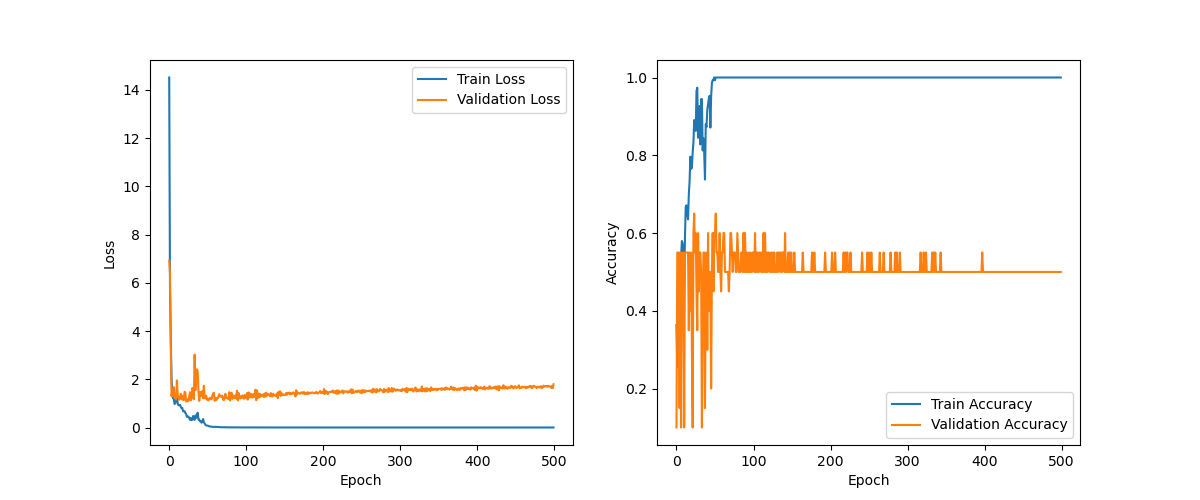 Train Loss
Validation Loss
14
12
10
8
6
4
2
0
Loss
0 100 200 300 400 500
Epoch
1.0
0.8
0.6
0.4
0.2
Accuracy
Train Accuracy
Validation Accuracy
0 100 200 300 400 500
Epoch